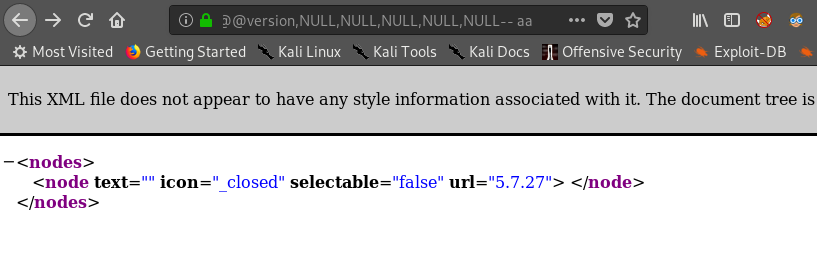 @@version,NULL,NULL,NULL,NULL,NULL-- aa
Most Visited Getting Started Kali Linux Kali Tools Kali Docs Offensive Security Exploit-DB
This XML file does not appear to have any style information associated with it. The document tree is
−<nodes>
<node text="" icon="_closed" selectable="false" url="5.7.27"> </node>
</nodes>